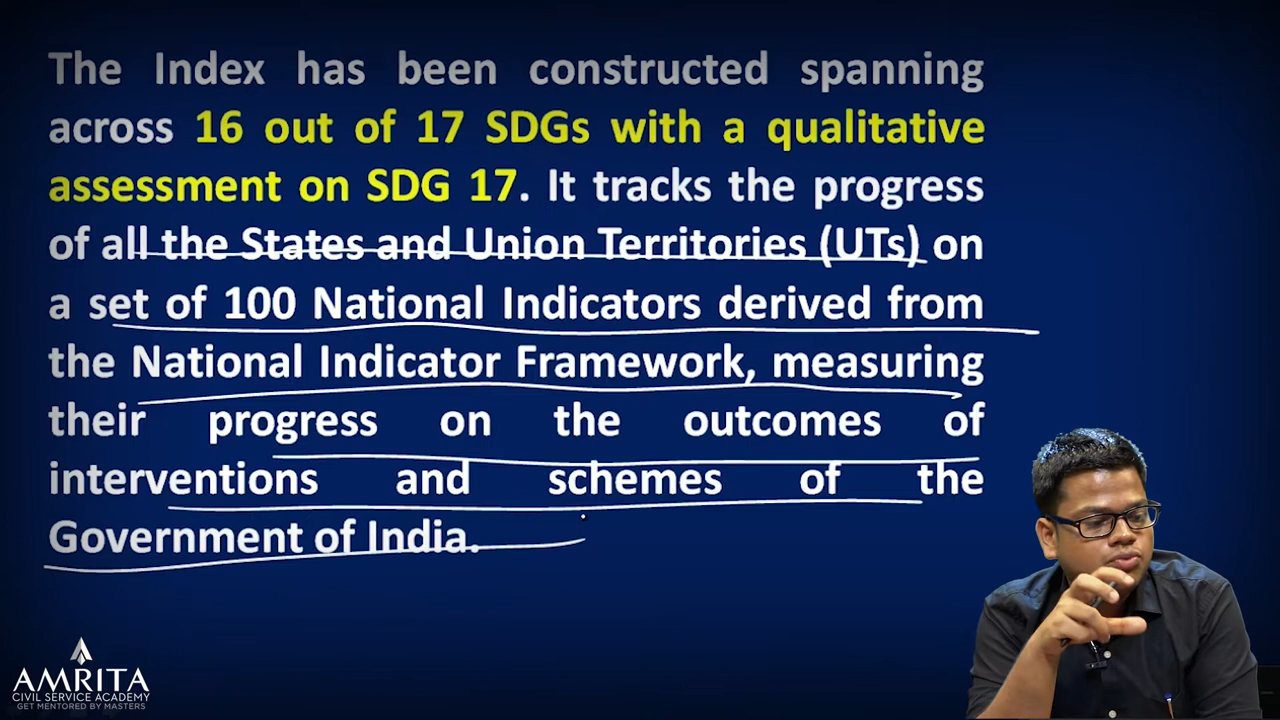 The Index has been constructed spanning
across 16 out of 17 SDGs with a qualitative
assessment on SDG 17. It tracks the progress
of all the States and Union Territories (UTs) on
a set of 100 National Indicators derived from
the National Indicator Framework, measuring
their progress on the outcomes of
interventions and schemes of the
Government of India.
AMRITA
CIVIL SERVICE ACADEMY
GET MENTORED BY MASTERS